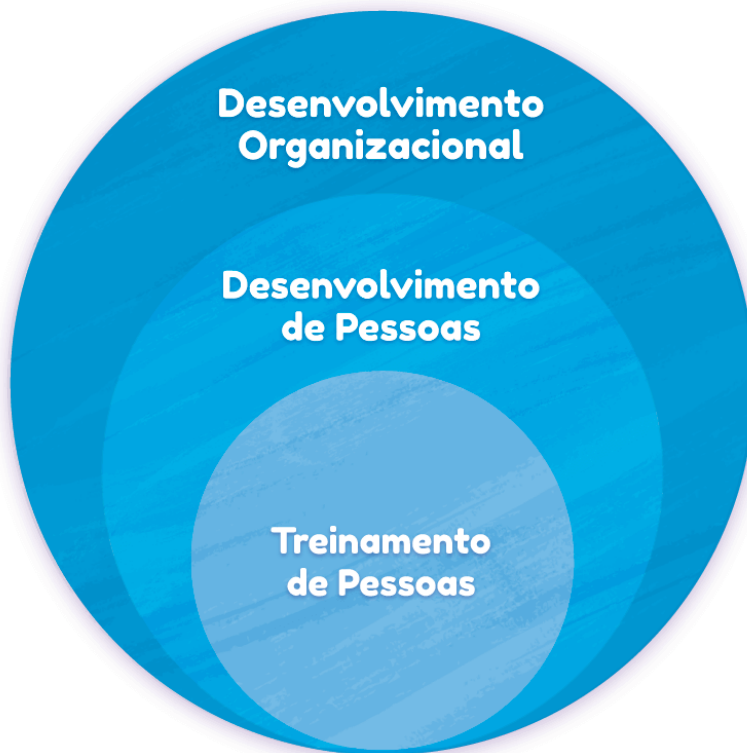 Desenvolvimento
Organizacional
Desenvolvimento
de Pessoas
Treinamento
de Pessoas